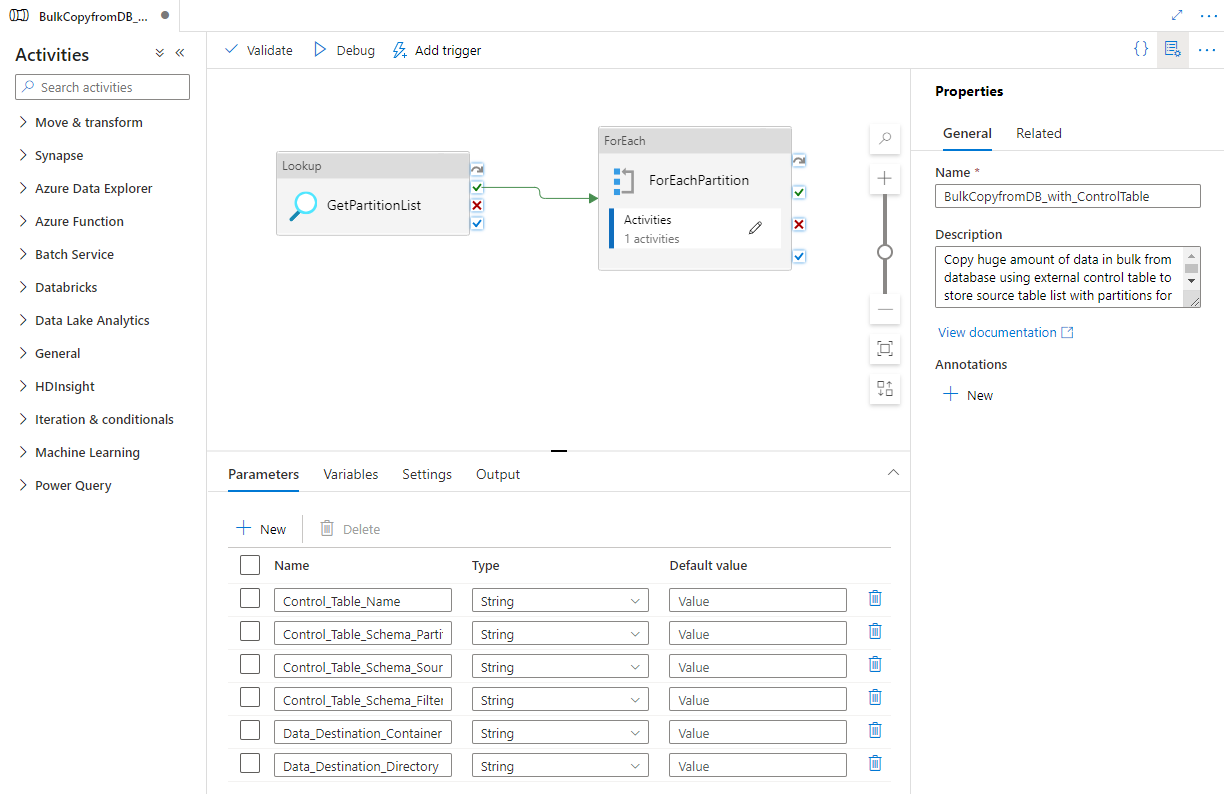 BulkCopyfromDB_...
Activities
Search activities
Move & transform
Synapse
Azure Data Explorer
Azure Function
Batch Service
Databricks
Data Lake Analytics
General
HDInsight
Iteration & conditionals
Machine Learning
Power Query
Validate Debug Add trigger
Lookup
GetPartitionList
ForEach
ForEachPartition
Activities
1 activities
Parameters Variables Settings Output
New Delete
Name Type Default value
Control_Table_Name String Value
Control_Table_Schema_Parti String Value
Control_Table_Schema_Sour String Value
Control_Table_Schema_Filter String Value
Data_Destination_Container String Value
Data_Destination_Directory String Value
Properties
General Related
Name *
BulkCopyfromDB_with_ControlTable
Description
Copy huge amount of data in bulk from
database using external control table to
store source table list with partitions for
View documentation
Annotations
New